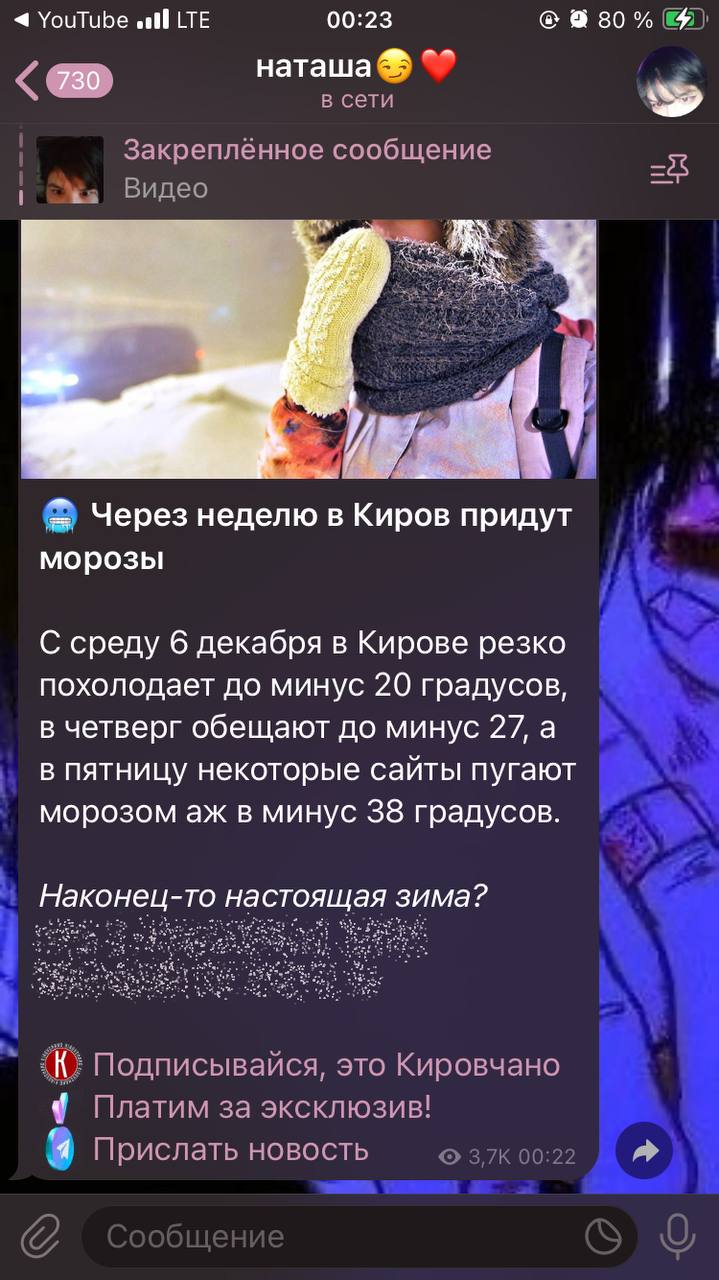 YouTube LTE 00:23 80 %
730 наташа😏❤️
в сети
Закреплённое сообщение
Видео
🥶 Через неделю в Киров придут
морозы
С среду 6 декабря в Кирове резко
похолодает до минус 20 градусов,
в четверг обещают до минус 27, а
в пятницу некоторые сайты пугают
морозом аж в минус 38 градусов.
Наконец-то настоящая зима?
К Подписывайся, это Кировчано
Платим за эксклюзив!
Прислать новость 3,7K 00:22
Сообщение